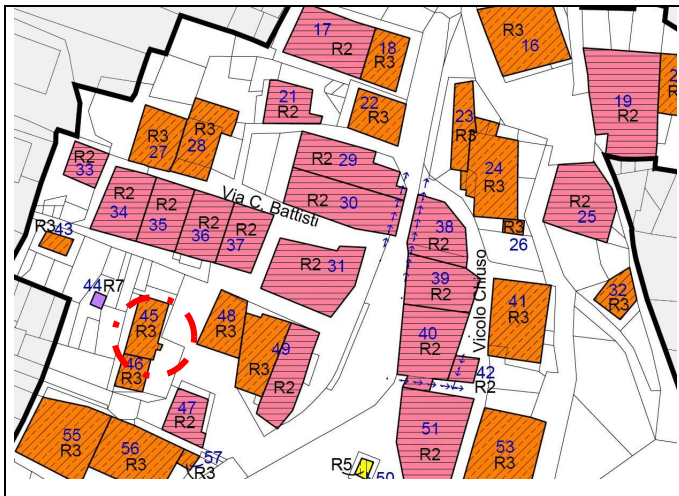 17
R2
18
R3
R3
16
19
R2
2
R
21
R2
22
R3
23
R3
24
R3
R3
27
R3
28
29
R2
R2
30
R2
33
R2
34
R2
35
R2
36
R2
37
Via C. Battisti
25
R2
R3
26
38
R2
39
R2
40
R2
Vicolo Chiuso
41
R3
42
R2
R2
31
R3
43
44
R7
45
R3
46
R3
48
R3
49
R3
R2
32
R3
47
R2
55
R3
56
R3
57
R3
R5
50
51
R2
53
R3